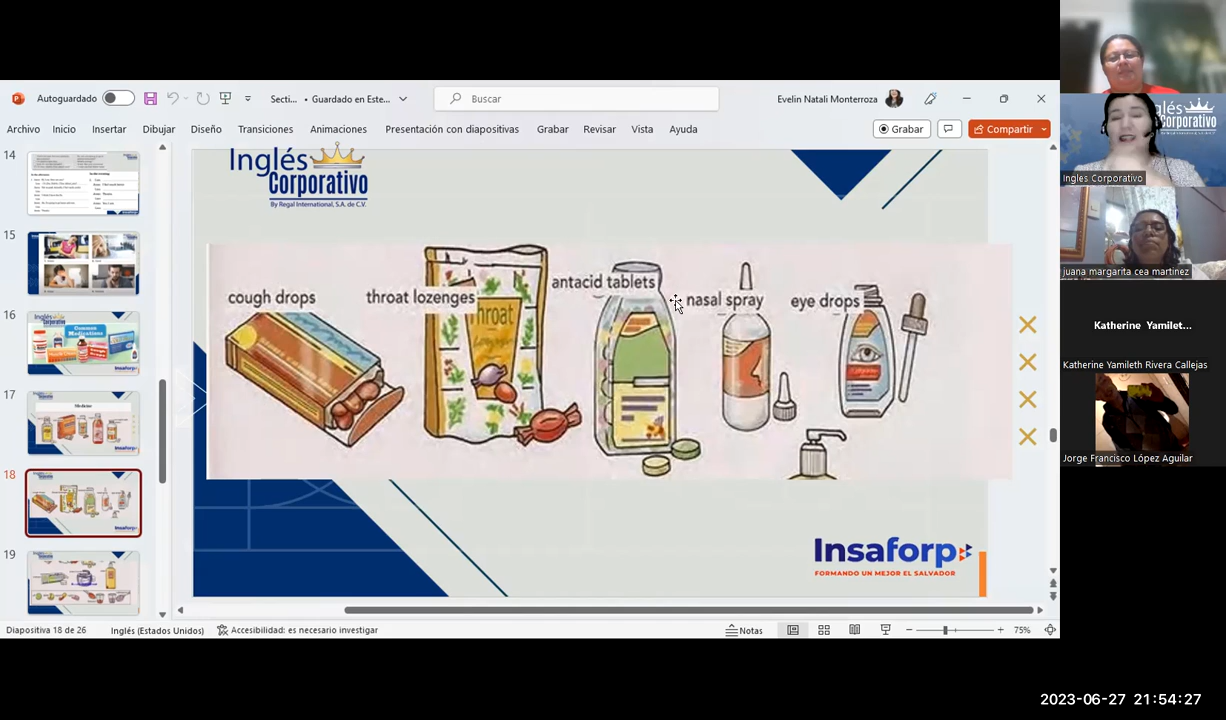 Autoguardado
Secti... • Guardado en Este...
Buscar
Evelin Natali Monterroza
Archivo Inicio Insertar Dibujar Diseño Transiciones Animaciones Presentación con diapositivas Grabar Revisar Vista Ayuda
Grabar
Compartir
14
15
16
17
18
19
Inglés
Corporativo
By Regal International, S.A. de C.V.
cough drops
throat lozenges
antacid tablets
nasal spray
eye drops
Throat
Insaforp
FORMANDO UN MEJOR EL SALVADOR
Diapositiva 18 de 26
Inglés (Estados Unidos)
Accesibilidad: es necesario investigar
Notas
75%
glés
Corporativo
Inglés Corporativo
juana margarita cea martinez
Katherine Yamilet...
Katherine Yamileth Rivera Callejas
Jorge Francisco López Aguilar
2023-06-27 21:54:27